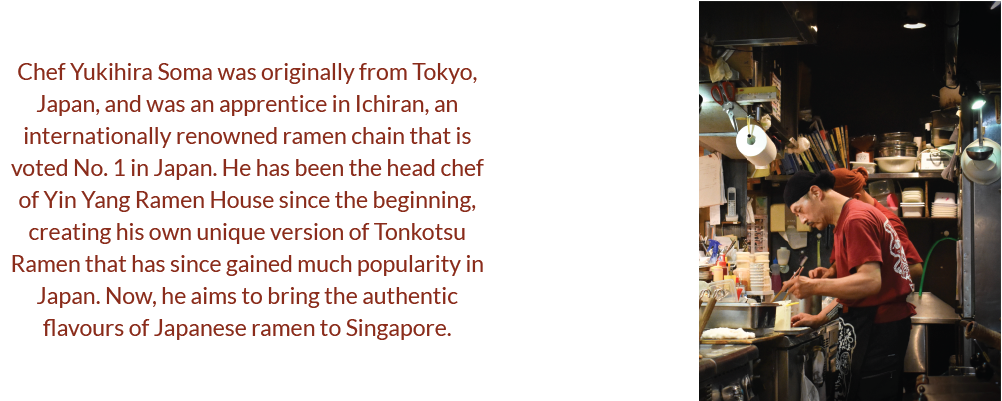 Chef Yukihira Soma was originally from Tokyo,
Japan, and was an apprentice in Ichiran, an
internationally renowned ramen chain that is
voted No. 1 in Japan. He has been the head chef
of Yin Yang Ramen House since the beginning,
creating his own unique version of Tonkotsu
Ramen that has since gained much popularity in
Japan. Now, he aims to bring the authentic
flavours of Japanese ramen to Singapore.